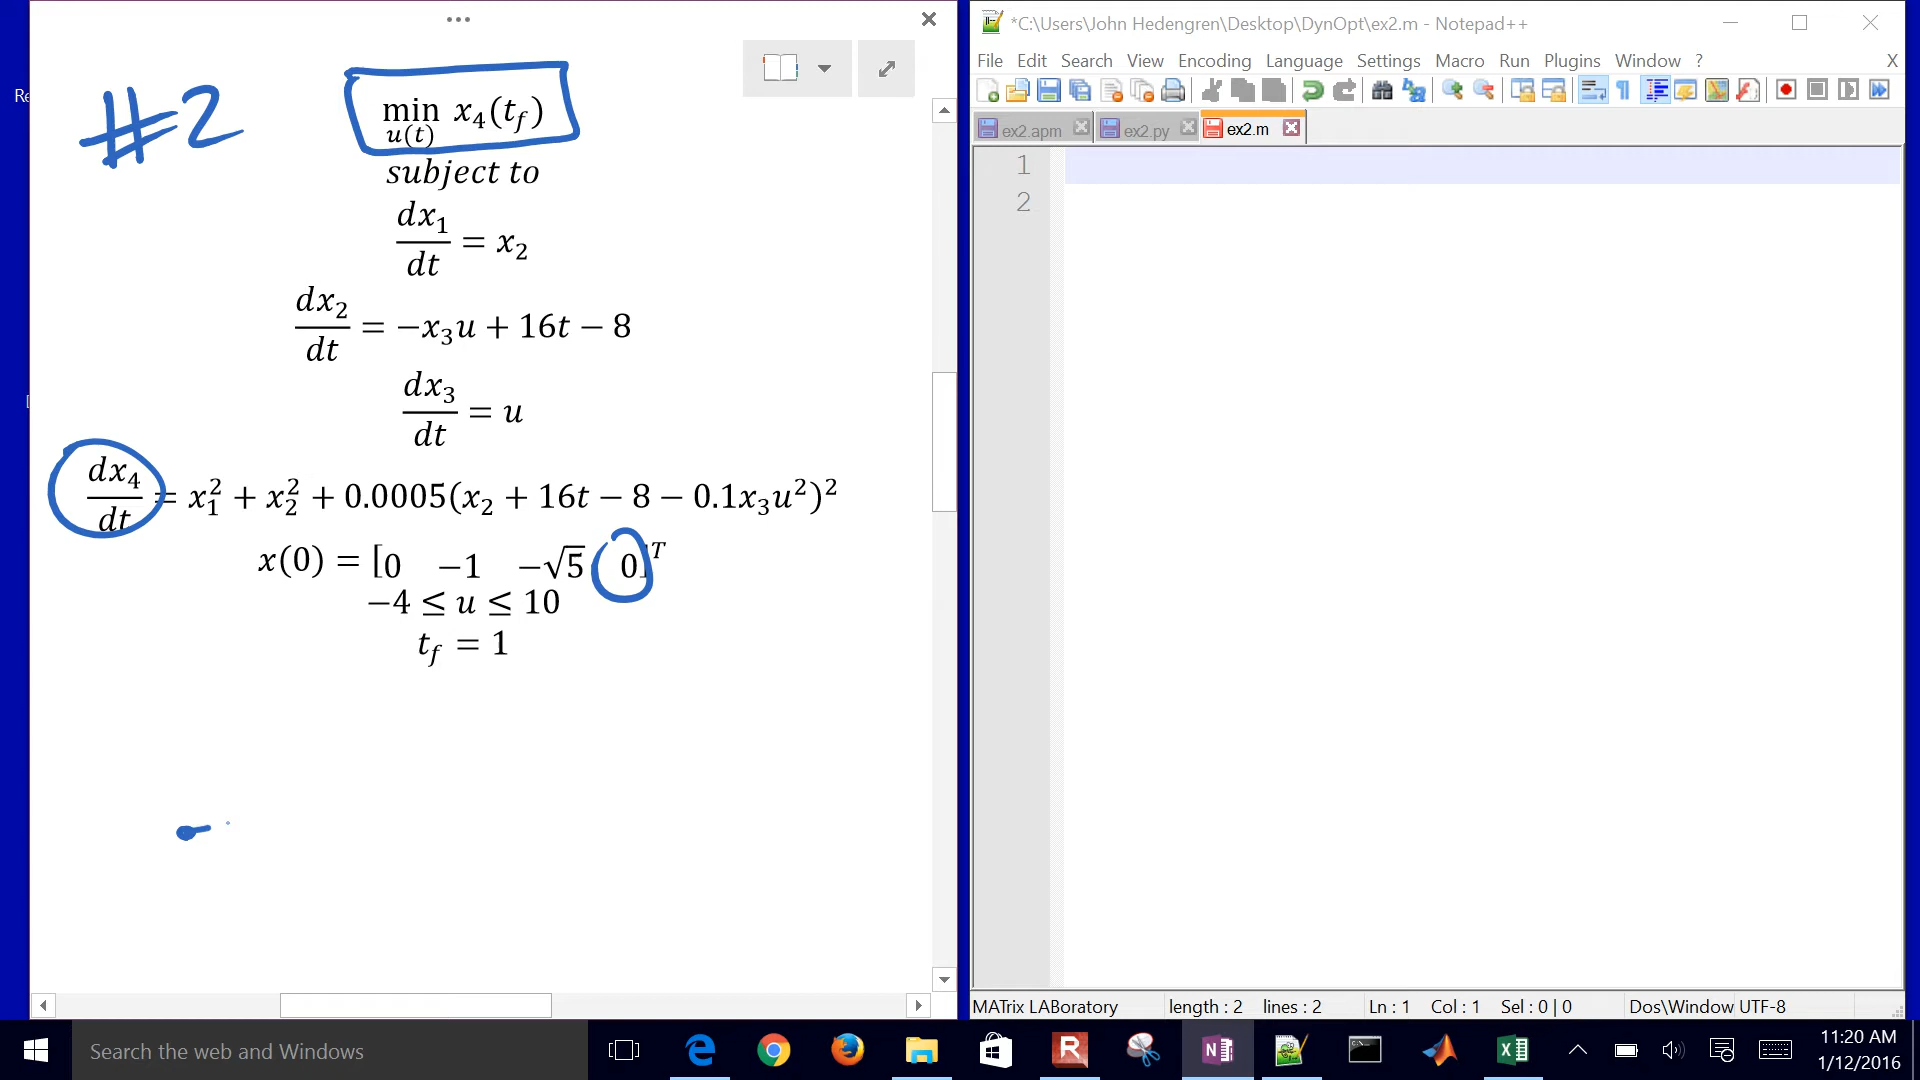 Re
#2
min x₄(t_f)
u(t)
subject to
dx₁/dt = x₂
dx₂/dt = −x₃u + 16t − 8
dx₃/dt = u
dx₄/dt = x₁² + x₂² + 0.0005(x₂ + 16t − 8 − 0.1x₃u²)²
x(0) = [0 −1 −√5 0]ᵀ
−4 ≤ u ≤ 10
t_f = 1
*C:\Users\John Hedengren\Desktop\DynOpt\ex2.m - Notepad++
File Edit Search View Encoding Language Settings Macro Run Plugins Window ? X
ex2.apm ex2.py ex2.m
1
2
MATrix LABoratory length : 2 lines : 2 Ln : 1 Col : 1 Sel : 0 | 0 Dos\Window UTF-8
Search the web and Windows
11:20 AM
1/12/2016